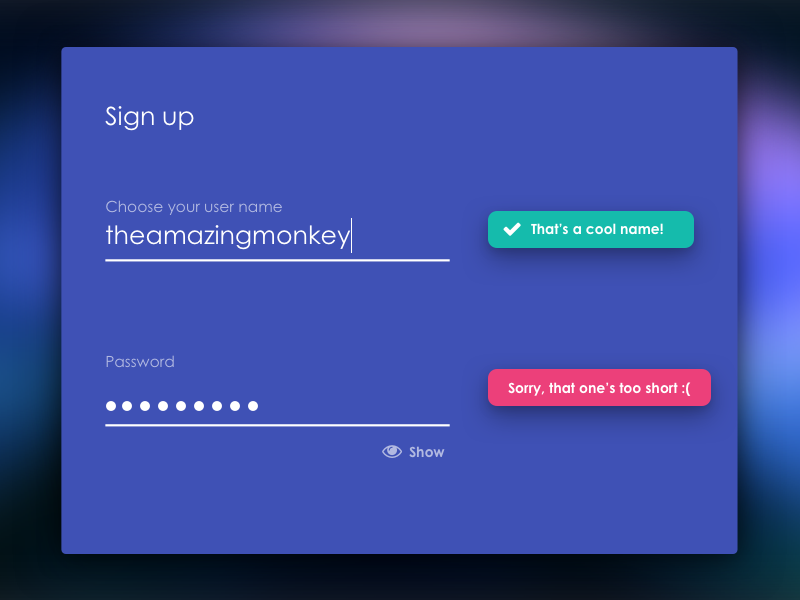 Sign up
Choose your user name
theamazingmonkey
That's a cool name!
Password
Sorry, that one's too short :(
Show